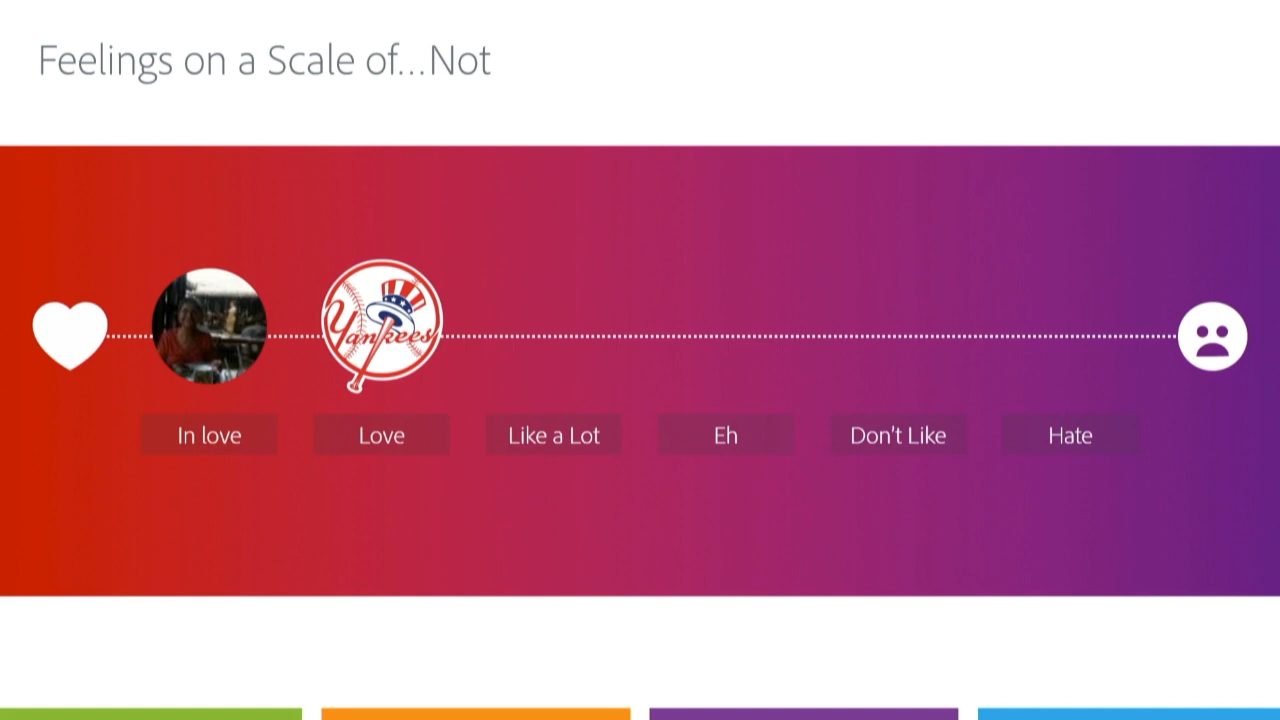 Feelings on a Scale of...Not
Yankees
In love
Love
Like a Lot
Eh
Don't Like
Hate